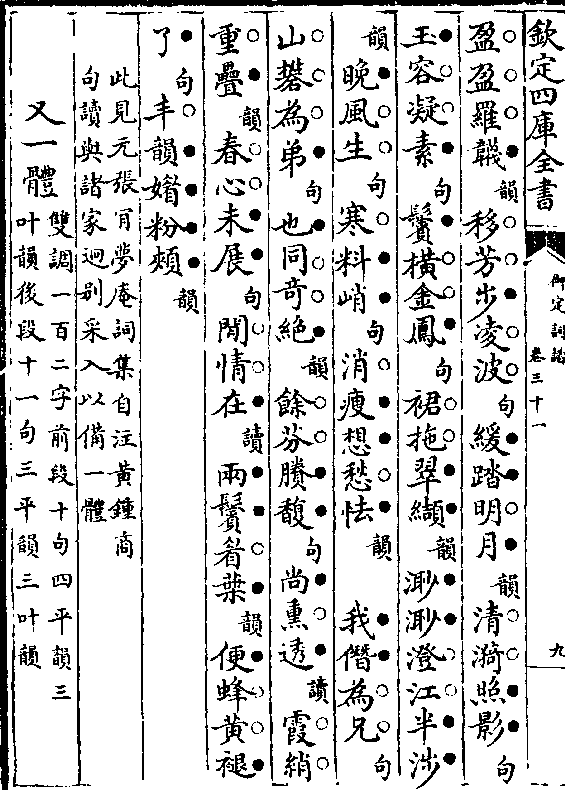 欽定四庫全書
御定詞譜
卷三十一
九
盈盈羅韈韻移芳步凌波句緩踏明月韻清漪照影句
玉容凝素句鬢橫金鳳句裙拖翠纈韻渺渺澄江半涉
韻晚風生句寒料峭句消瘦想愁怯韻我僭為兄句
山礬為弟句也同奇絶韻餘芬賸馥句尚熏透讀霞綃
重疊韻春心未展句閒情在讀兩鬢翁葉韻便蜂黃褪
了句丰韻媘粉頰韻
此見元張肎夢庵詞集自注黃鍾商
句讀與諸家迥別采入以備一體
又一體雙調一百二字前段十句四平韻三
叶韻後段十一句三平韻三叶韻